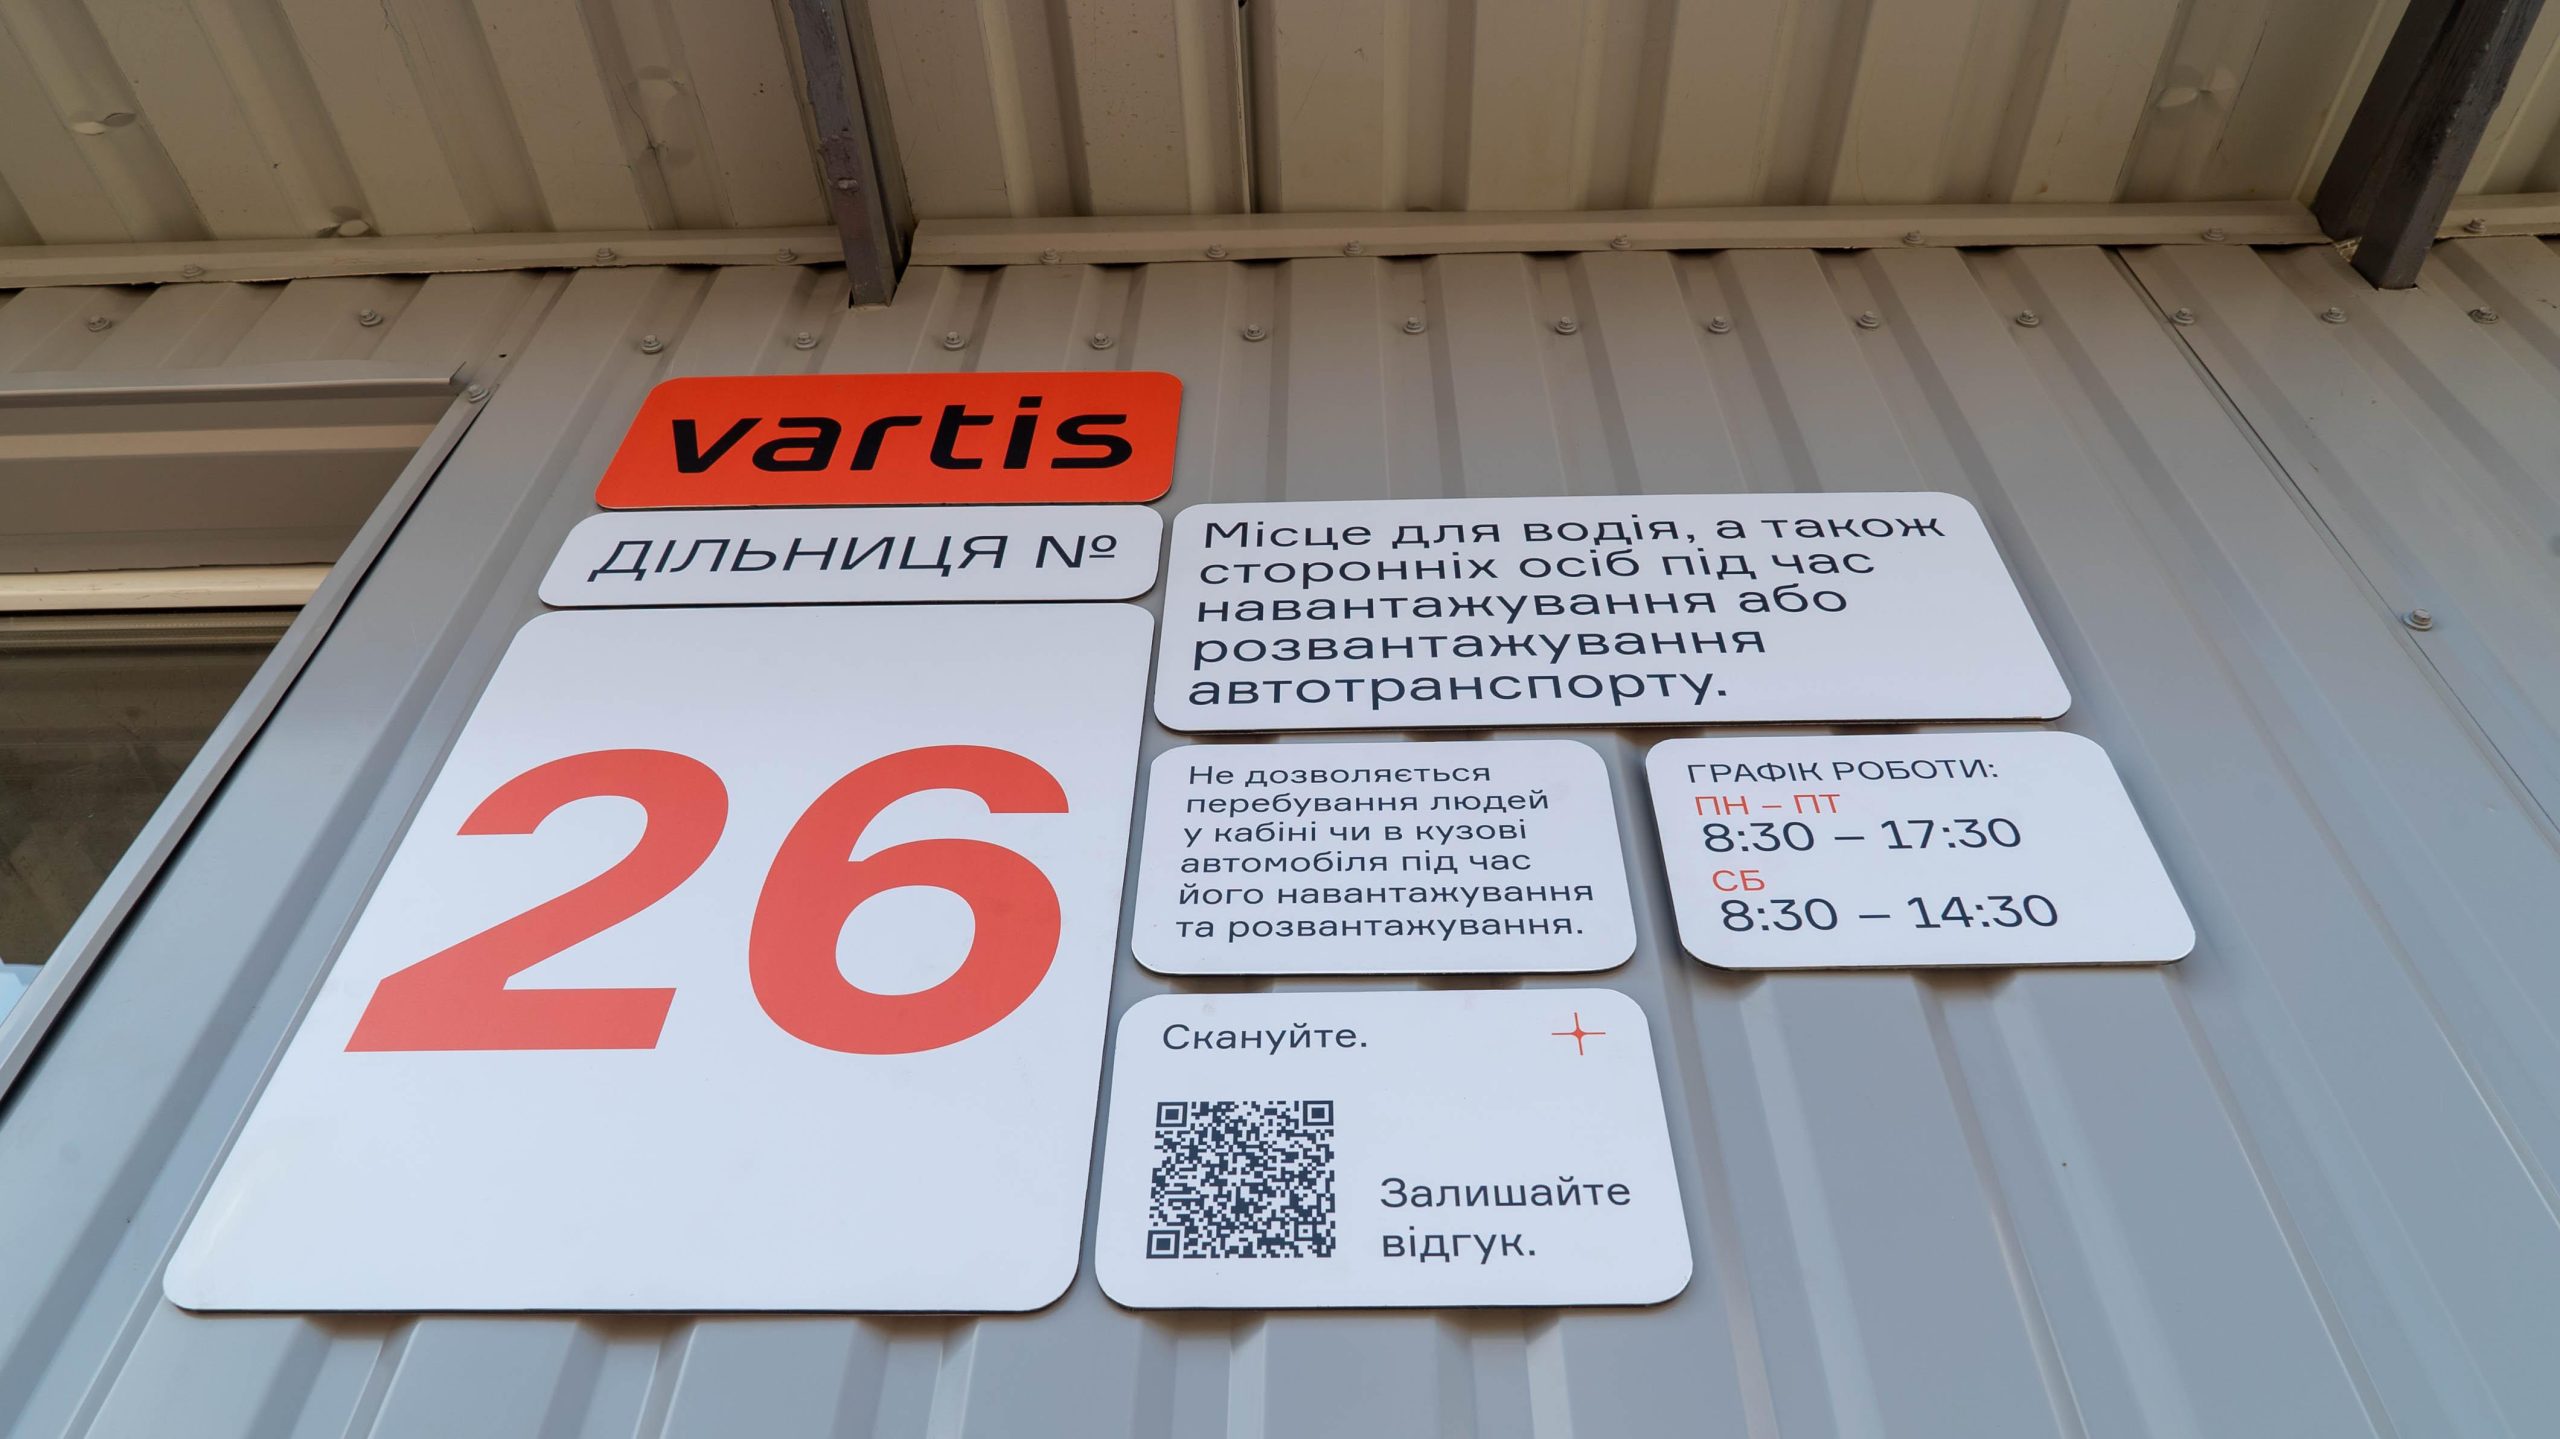 vartis
ДІЛЬНИЦЯ №
26
Місце для водія, а також
сторонніх осіб під час
навантажування або
розвантажування
автотранспорту.
Не дозволяється
перебування людей
у кабіні чи в кузові
автомобіля під час
його навантажування
та розвантажування.
ГРАФІК РОБОТИ:
ПН – ПТ
8:30 – 17:30
СБ
8:30 – 14:30
Скануйте.
Залишайте
відгук.